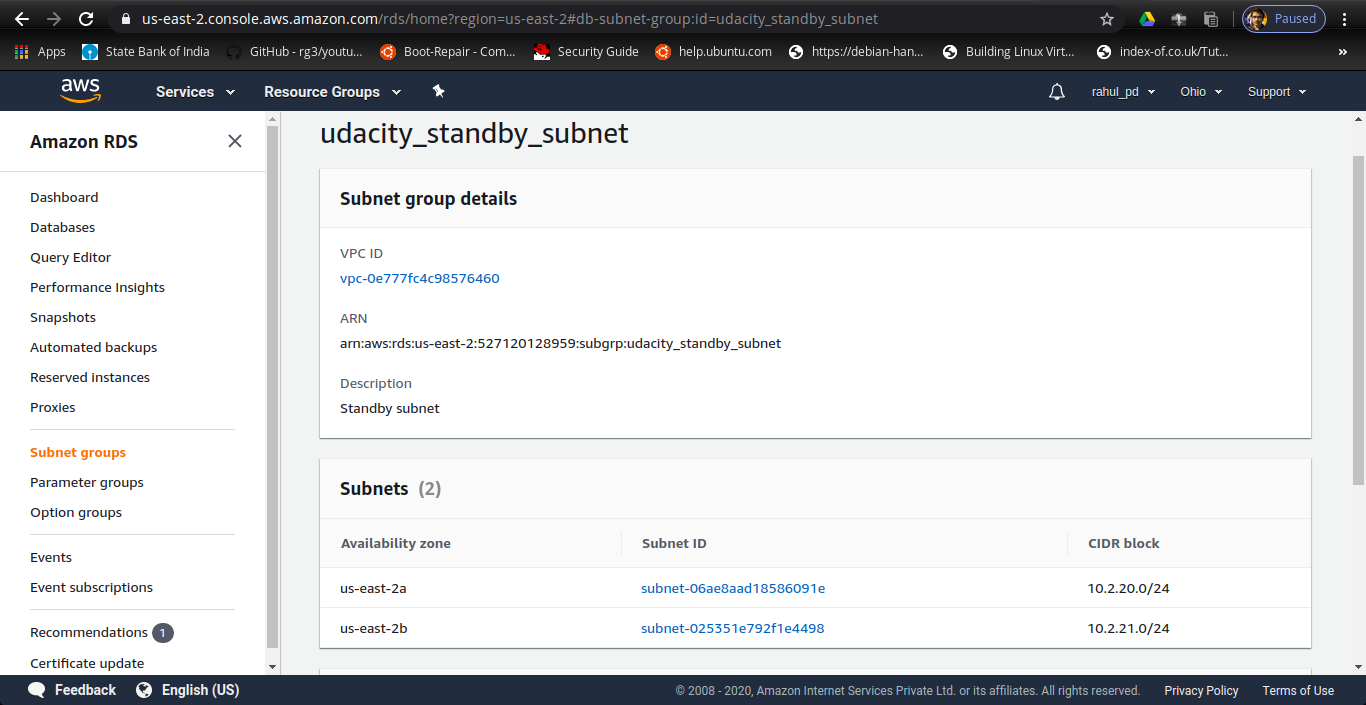 us-east-2.console.aws.amazon.com/rds/home?region=us-east-2#db-subnet-group:id=udacity_standby_subnet
Paused
Apps State Bank of India GitHub - rg3/youtu... Boot-Repair - Com... Security Guide help.ubuntu.com https://debian-han... Building Linux Virt... index-of.co.uk/Tut... »
aws Services Resource Groups rahul_pd Ohio Support
Amazon RDS
Dashboard
Databases
Query Editor
Performance Insights
Snapshots
Automated backups
Reserved instances
Proxies
Subnet groups
Parameter groups
Option groups
Events
Event subscriptions
Recommendations 1
Certificate update
udacity_standby_subnet
Subnet group details
VPC ID
vpc-0e777fc4c98576460
ARN
arn:aws:rds:us-east-2:527120128959:subgrp:udacity_standby_subnet
Description
Standby subnet
Subnets (2)
Availability zone Subnet ID CIDR block
us-east-2a subnet-06ae8aad18586091e 10.2.20.0/24
us-east-2b subnet-025351e792f1e4498 10.2.21.0/24
Feedback English (US) © 2008 - 2020, Amazon Internet Services Private Ltd. or its affiliates. All rights reserved. Privacy Policy Terms of Use